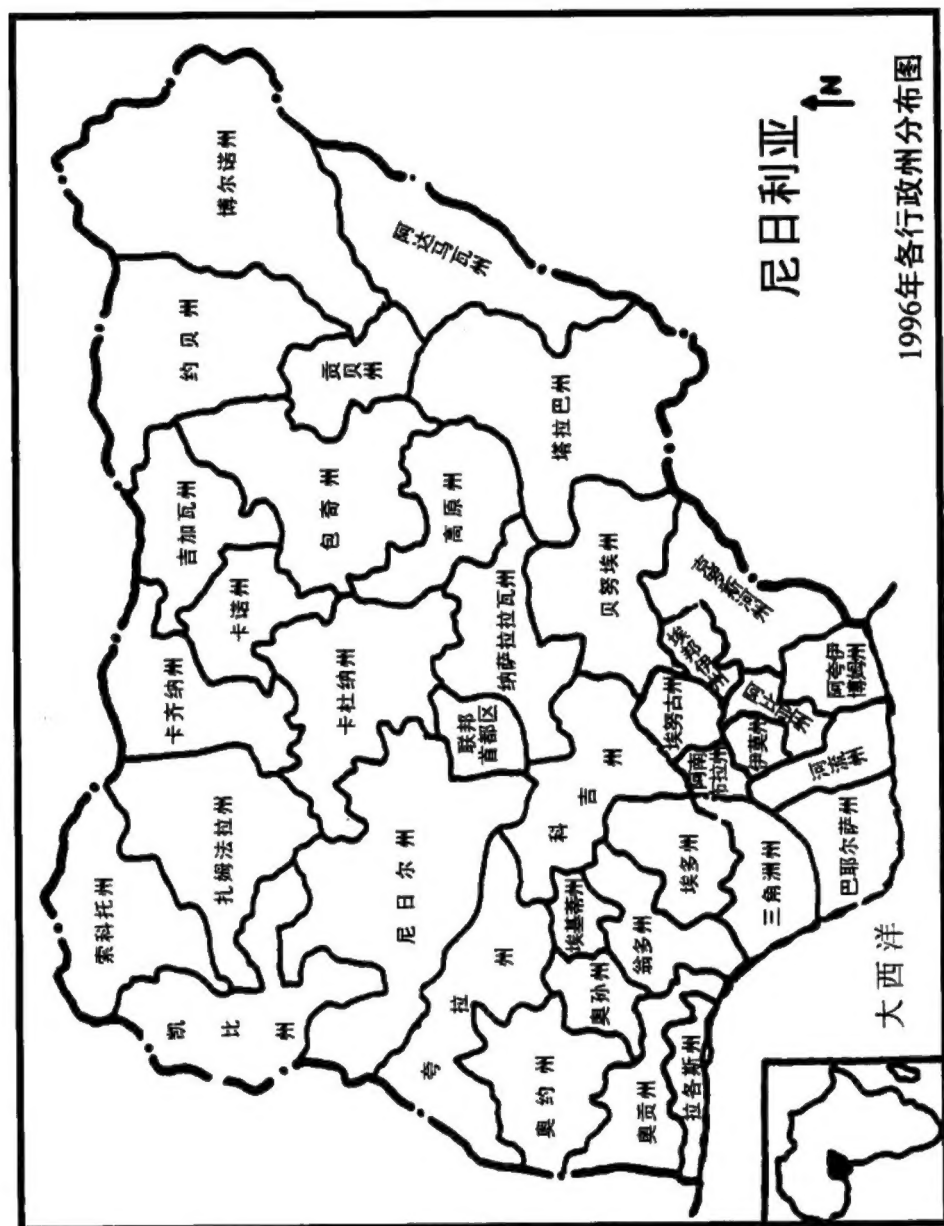 索科托州
凯比州
扎姆法拉州
卡齐纳州
吉加瓦州
约贝州
博尔诺州
卡诺州
包奇州
贡贝
州
阿达马瓦州
卡杜纳州
高原州
尼日尔州
联邦
首都区
纳萨拉拉瓦州
塔拉巴州
夸拉州
科吉州
贝努埃州
奥约州
奥孙州
埃基蒂州
翁多州
埃多州
埃努古州
埃邦伊州
阿南
布拉州
伊莫州
阿比亚州
奥贡州
拉各斯州
三角洲州
河流
州
阿夸伊
博姆州
巴耶尔萨州
大西洋
尼日利亚
N
1996年各行政州分布图